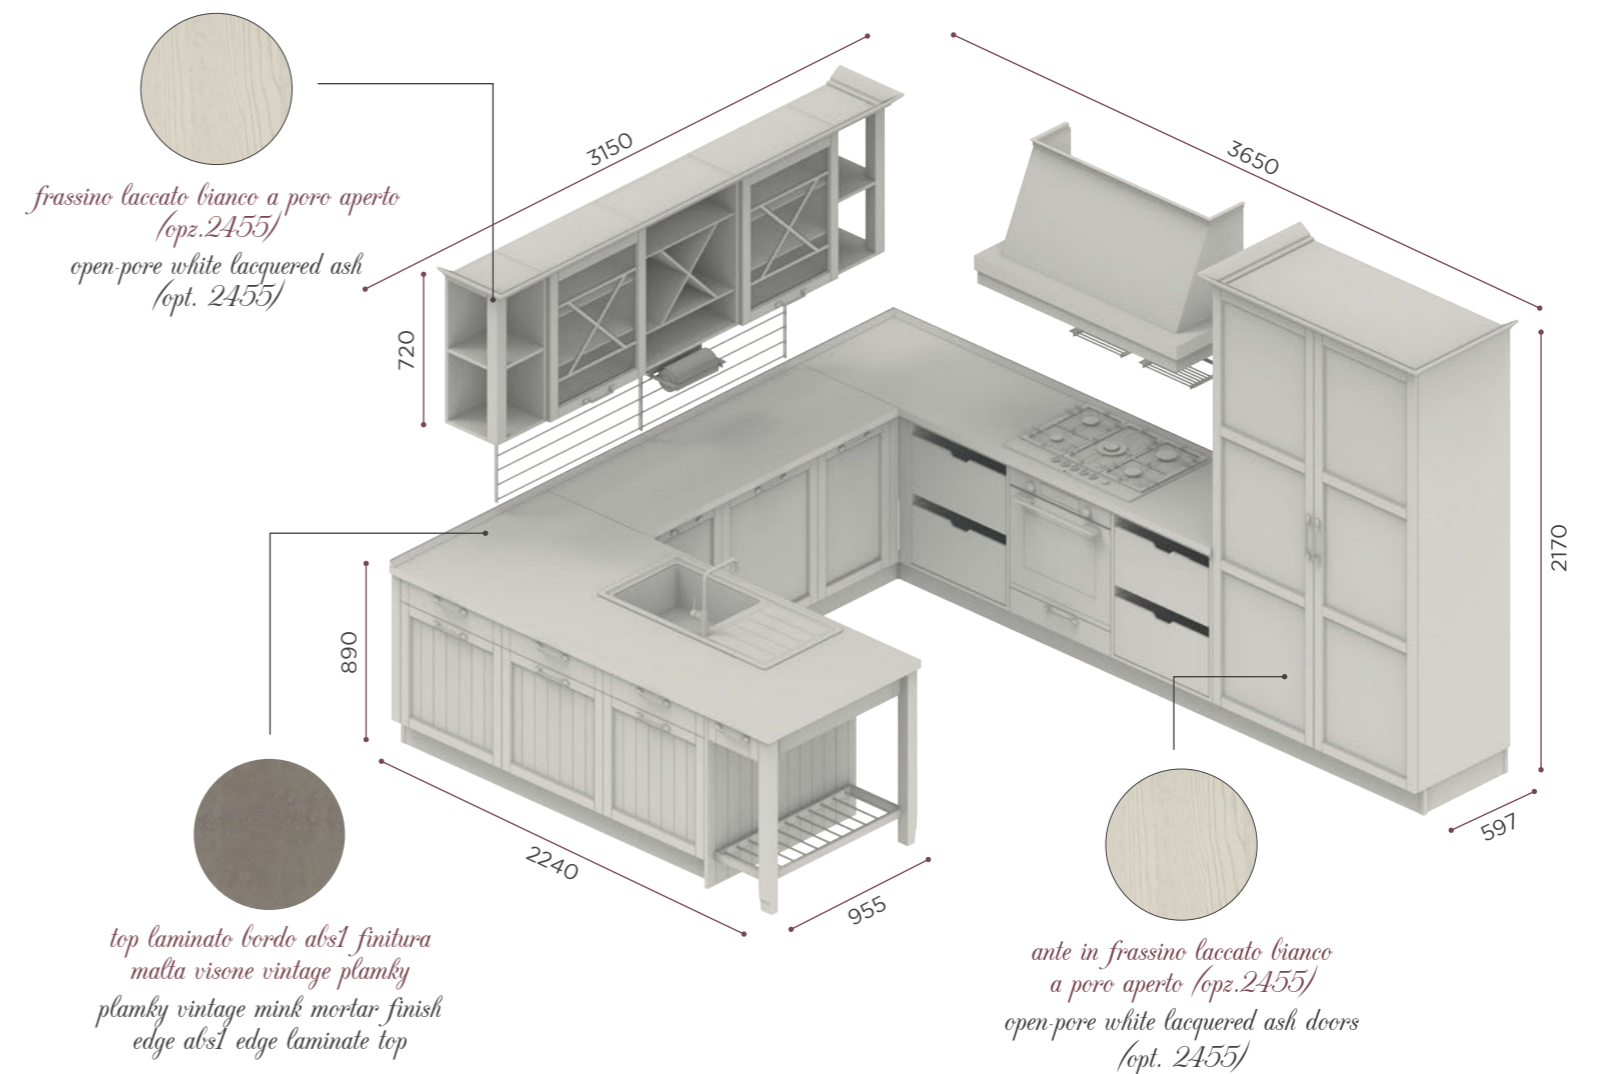 3150
3650
frassino laccato bianco a poro aperto
(opz.2455)
open-pore white lacquered ash
(opt. 2455)
720
2170
890
597
2240
955
top laminato bordo abs1 finitura
malta visone vintage plamky
plamky vintage mink mortar finish
edge abs1 edge laminate top
ante in frassino laccato bianco
a poro aperto (opz.2455)
open-pore white lacquered ash doors
(opt. 2455)